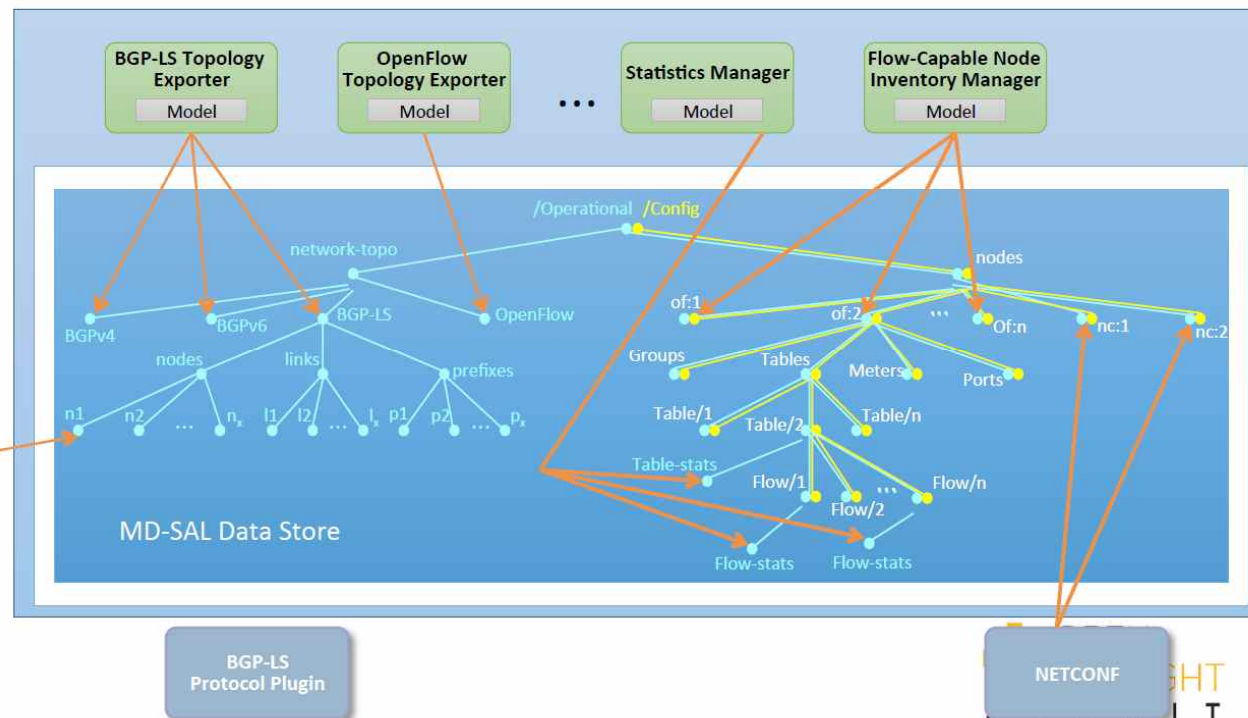 BGP-LS Topology
Exporter
Model
OpenFlow
Topology Exporter
Model
...
Statistics Manager
Model
Flow-Capable Node
Inventory Manager
Model
/Operational /Config
network-topo
nodes
BGPv4
BGPv6
BGP-LS
OpenFlow
of:1
of:2
...
Of:n
nc:1
nc:2
nodes
links
prefixes
Groups
Tables
Meters
Ports
n1
n2
...
nx
l1
l2
...
lx
p1
p2
...
px
Table/1
Table/2
Table/n
Table-stats
Flow/1
Flow/2
...
Flow/n
MD-SAL Data Store
Flow-stats
Flow-stats
BGP-LS
Protocol Plugin
NETCONF